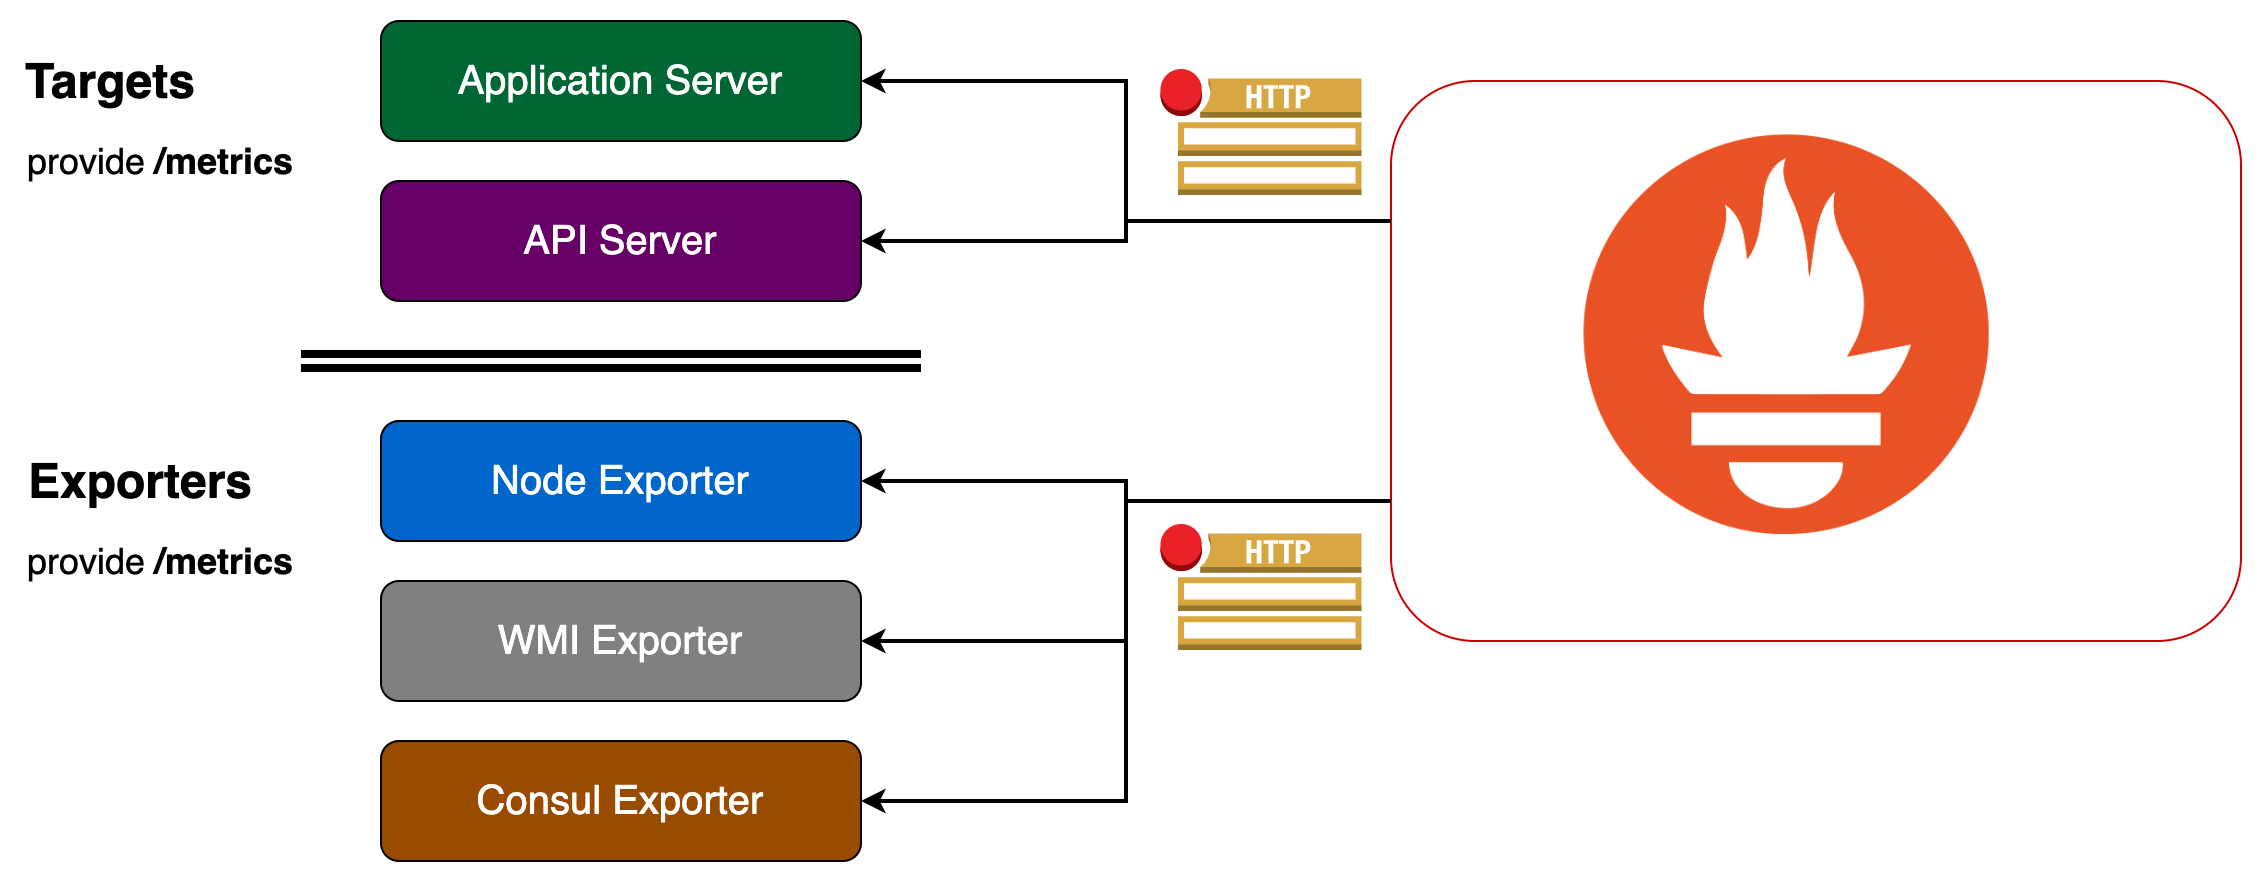 Targets
provide /metrics
Application Server
API Server
HTTP
Exporters
provide /metrics
Node Exporter
WMI Exporter
Consul Exporter
HTTP